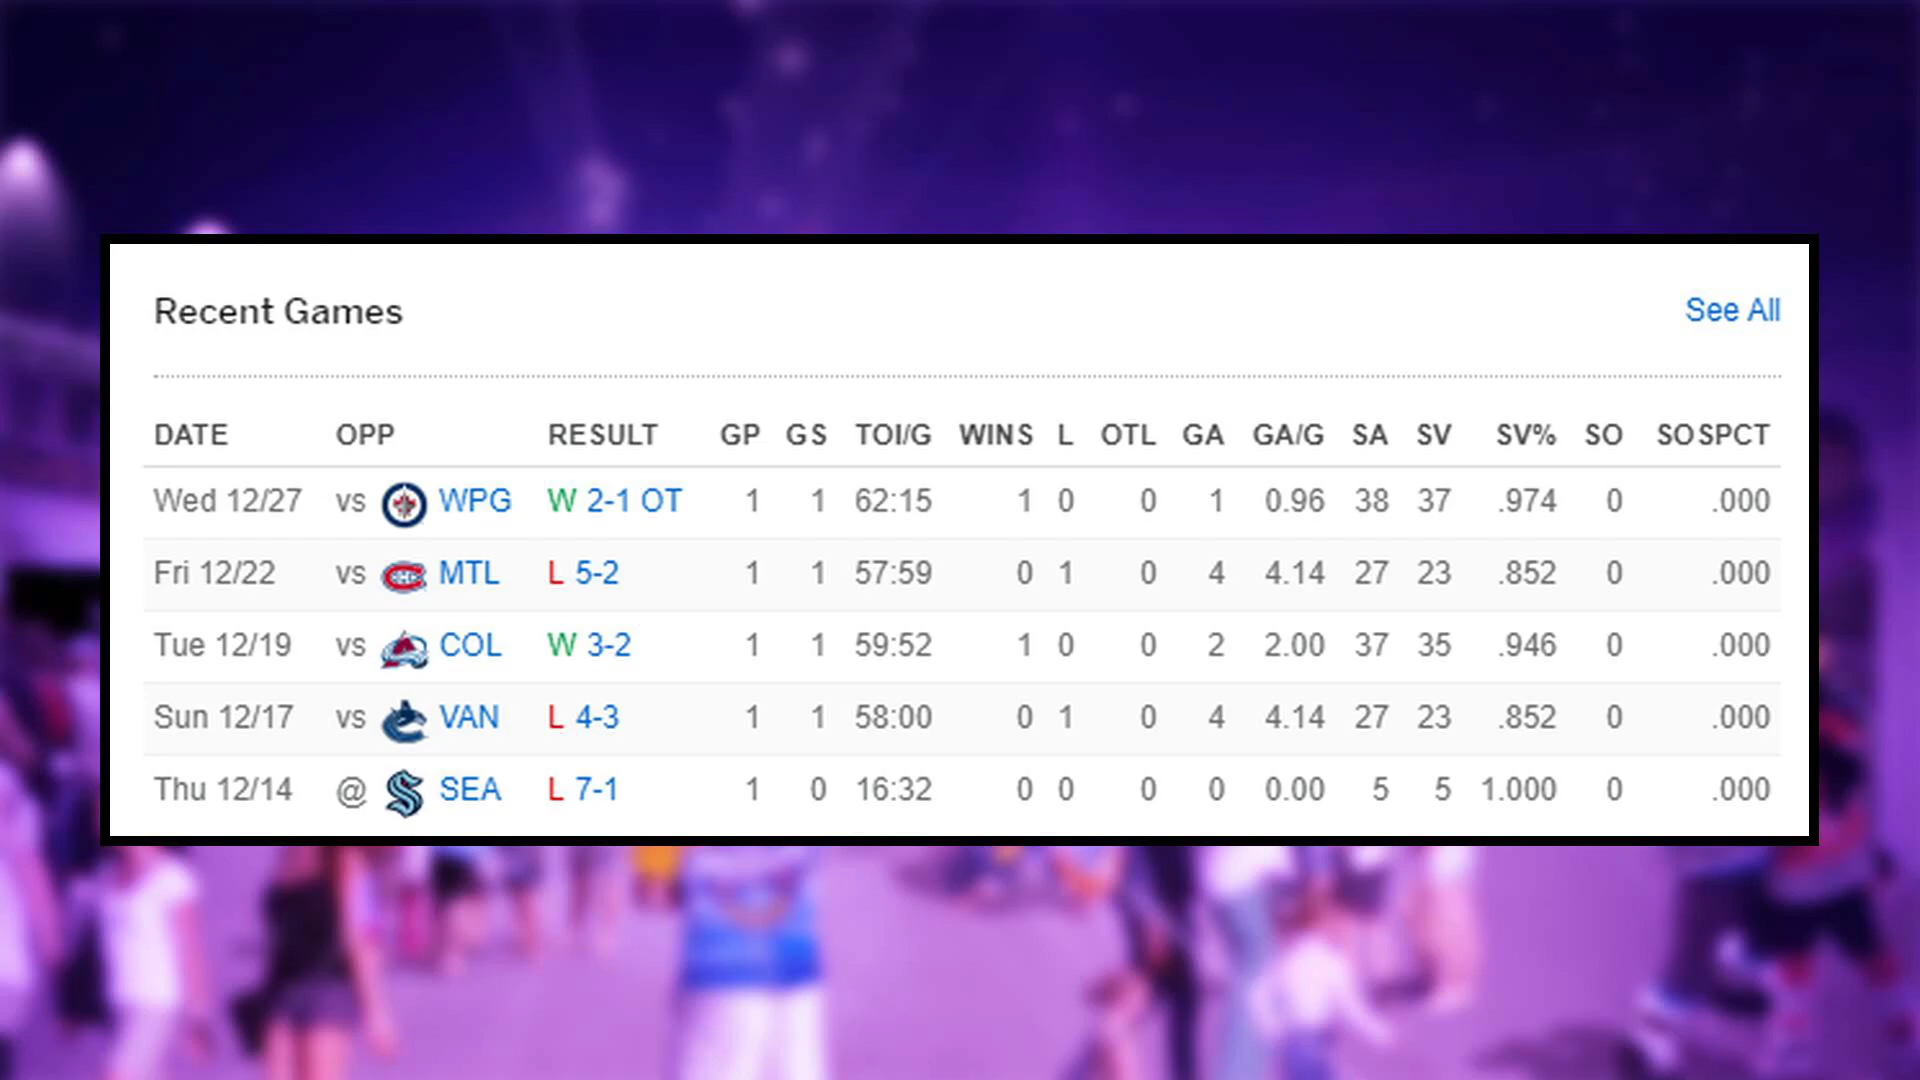 Recent Games See All
DATE OPP RESULT GP GS TOI/G WINS L OTL GA GA/G SA SV SV% SO SOSPCT
Wed 12/27 vs WPG W 2-1 OT 1 1 62:15 1 0 0 1 0.96 38 37 .974 0 .000
Fri 12/22 vs MTL L 5-2 1 1 57:59 0 1 0 4 4.14 27 23 .852 0 .000
Tue 12/19 vs COL W 3-2 1 1 59:52 1 0 0 2 2.00 37 35 .946 0 .000
Sun 12/17 vs VAN L 4-3 1 1 58:00 0 1 0 4 4.14 27 23 .852 0 .000
Thu 12/14 @ SEA L 7-1 1 0 16:32 0 0 0 0 0.00 5 5 1.000 0 .000